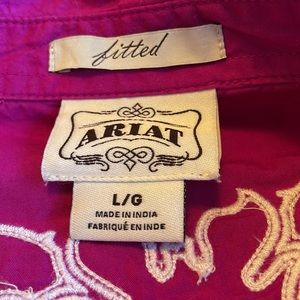 fitted
ARIAT
L/G
MADE IN INDIA
FABRIQUÉ EN INDE